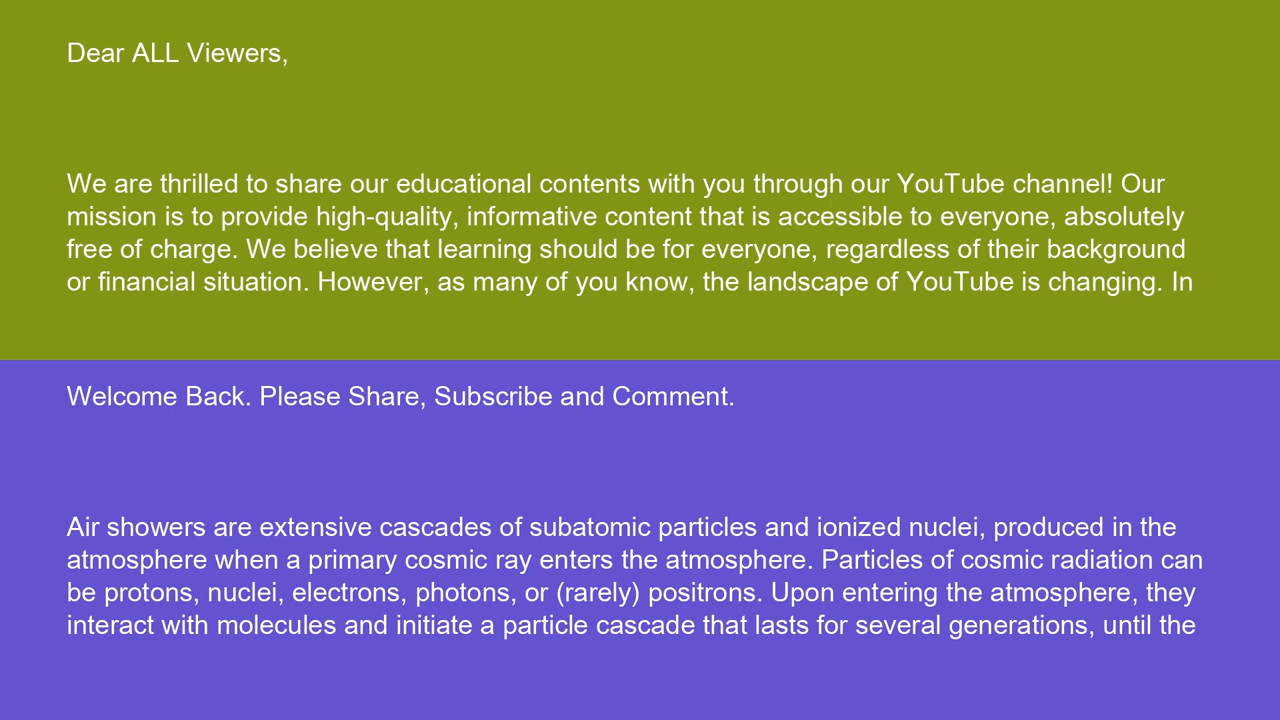 Dear ALL Viewers,
We are thrilled to share our educational contents with you through our YouTube channel! Our
mission is to provide high-quality, informative content that is accessible to everyone, absolutely
free of charge. We believe that learning should be for everyone, regardless of their background
or financial situation. However, as many of you know, the landscape of YouTube is changing. In
Welcome Back. Please Share, Subscribe and Comment.
Air showers are extensive cascades of subatomic particles and ionized nuclei, produced in the
atmosphere when a primary cosmic ray enters the atmosphere. Particles of cosmic radiation can
be protons, nuclei, electrons, photons, or (rarely) positrons. Upon entering the atmosphere, they
interact with molecules and initiate a particle cascade that lasts for several generations, until the